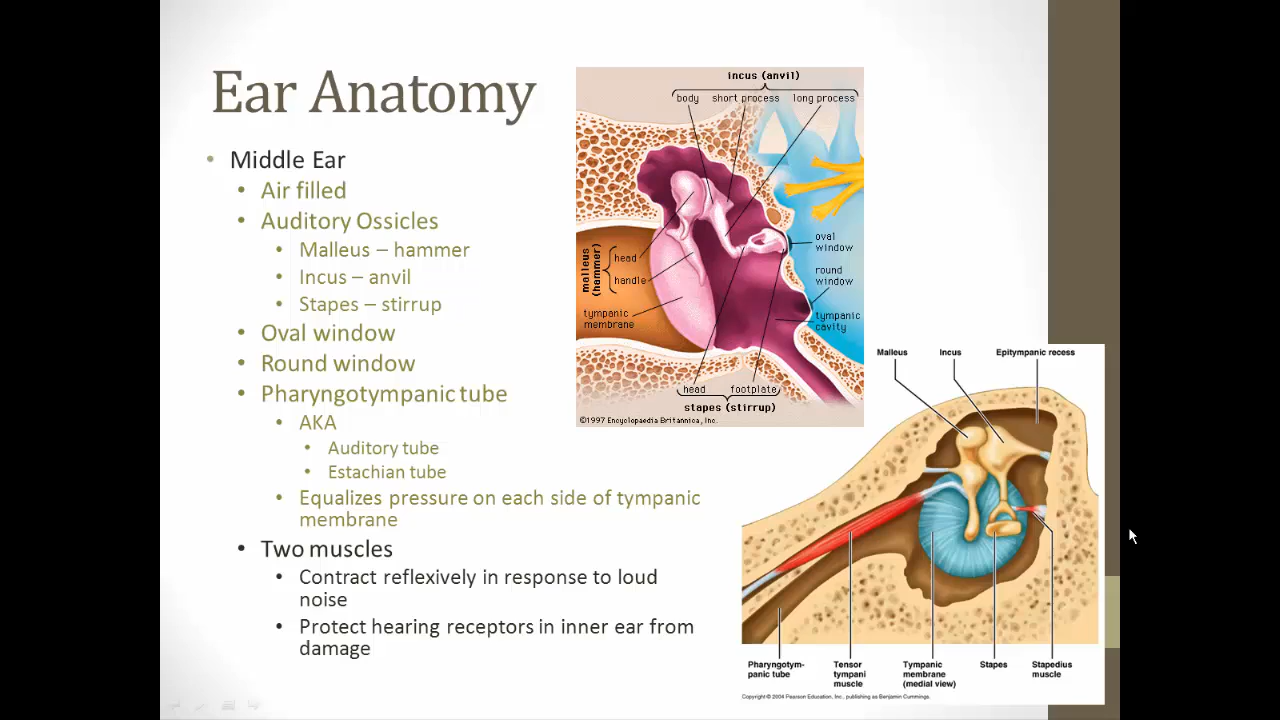 Ear Anatomy
• Middle Ear
• Air filled
• Auditory Ossicles
• Malleus – hammer
• Incus – anvil
• Stapes – stirrup
• Oval window
• Round window
• Pharyngotympanic tube
• AKA
• Auditory tube
• Estachian tube
• Equalizes pressure on each side of tympanic
membrane
• Two muscles
• Contract reflexively in response to loud
noise
• Protect hearing receptors in inner ear from
damage
incus (anvil)
body short process long process
malleus
(hammer)
head
handle
tympanic
membrane
oval
window
round
window
tympanic
cavity
head footplate
stapes (stirrup)
©1997 Encyclopaedia Britannica, Inc.
Malleus Incus Epitympanic recess
Pharyngotym-
panic tube
Tensor
tympani
muscle
Tympanic
membrane
(medial view)
Stapes
Stapedius
muscle
Copyright © 2004 Pearson Education, Inc., publishing as Benjamin Cummings.